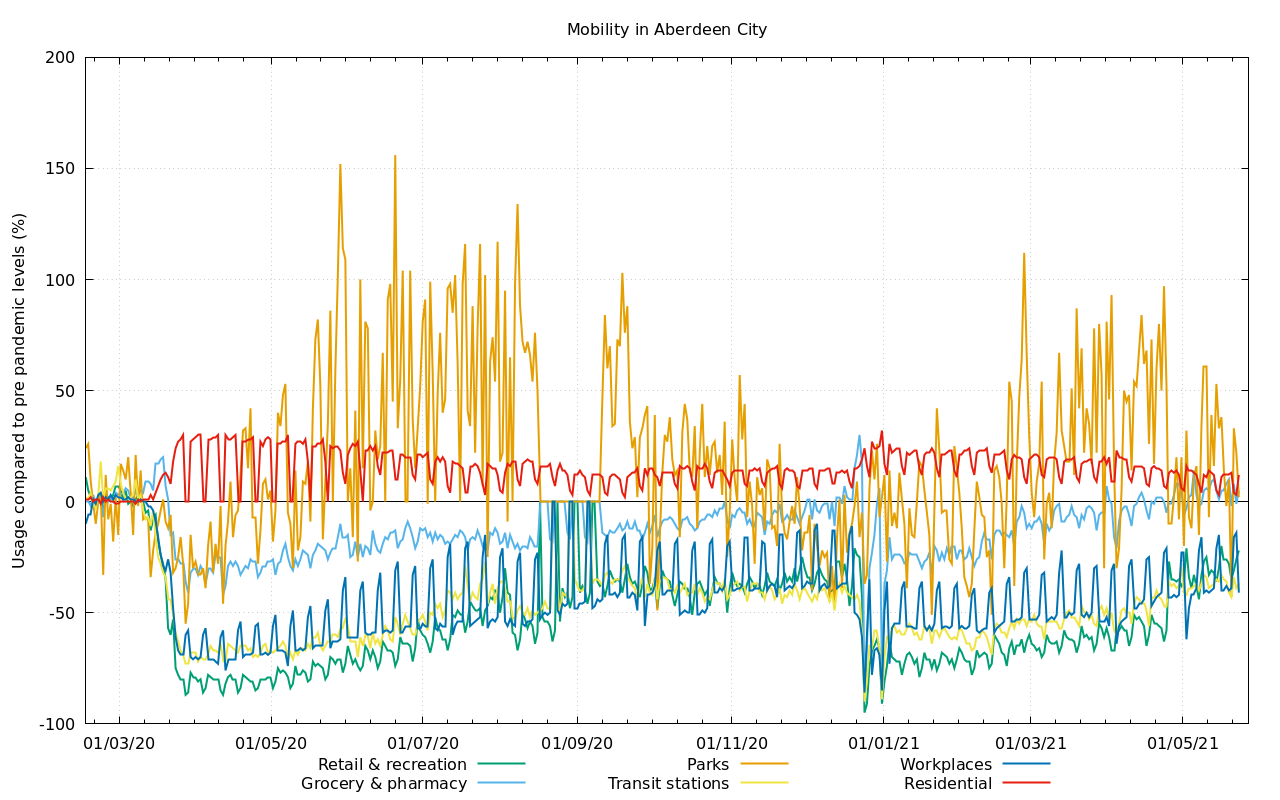 Mobility in Aberdeen City
Usage compared to pre pandemic levels (%)
200
150
100
50
0
-50
-100
01/03/20 01/05/20 01/07/20 01/09/20 01/11/20 01/01/21 01/03/21 01/05/21
Retail & recreation Parks Workplaces
Grocery & pharmacy Transit stations Residential